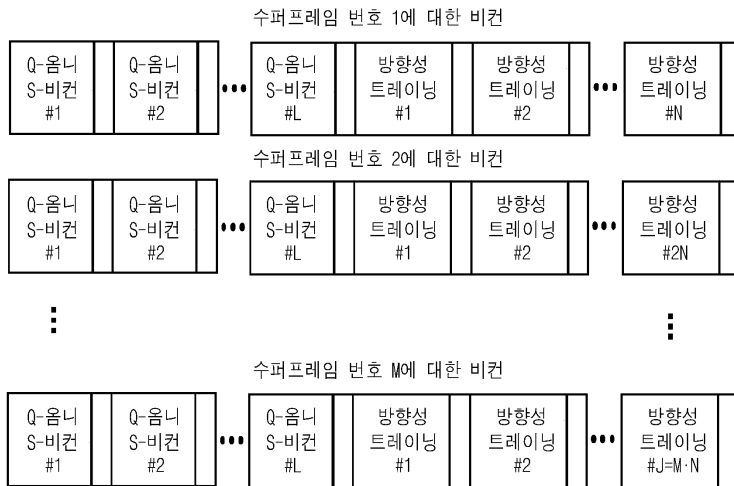 수퍼프레임 번호 1에 대한 비컨
Q-옴니 Q-옴니 Q-옴니 방향성 방향성 방향성
S-비컨 S-비컨 ••• S-비컨 트레이닝 트레이닝 ••• 트레이닝
#1 #2 #L #1 #2 #N
수퍼프레임 번호 2에 대한 비컨
Q-옴니 Q-옴니 Q-옴니 방향성 방향성 방향성
S-비컨 S-비컨 ••• S-비컨 트레이닝 트레이닝 ••• 트레이닝
#1 #2 #L #1 #2 #2N
수퍼프레임 번호 M에 대한 비컨
Q-옴니 Q-옴니 Q-옴니 방향성 방향성 방향성
S-비컨 S-비컨 ••• S-비컨 트레이닝 트레이닝 ••• 트레이닝
#1 #2 #L #1 #2 #J=M·N